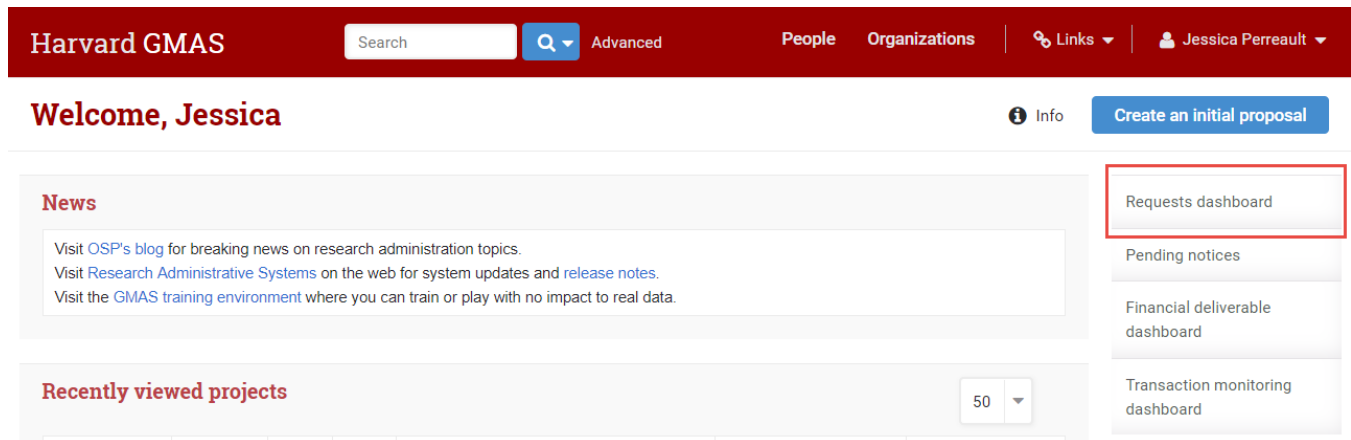 Harvard GMAS
Search
Advanced
People
Organizations
Links
Jessica Perreault
Welcome, Jessica
Info
Create an initial proposal
News
Visit OSP's blog for breaking news on research administration topics.
Visit Research Administrative Systems on the web for system updates and release notes.
Visit the GMAS training environment where you can train or play with no impact to real data.
Recently viewed projects
50
Requests dashboard
Pending notices
Financial deliverable
dashboard
Transaction monitoring
dashboard